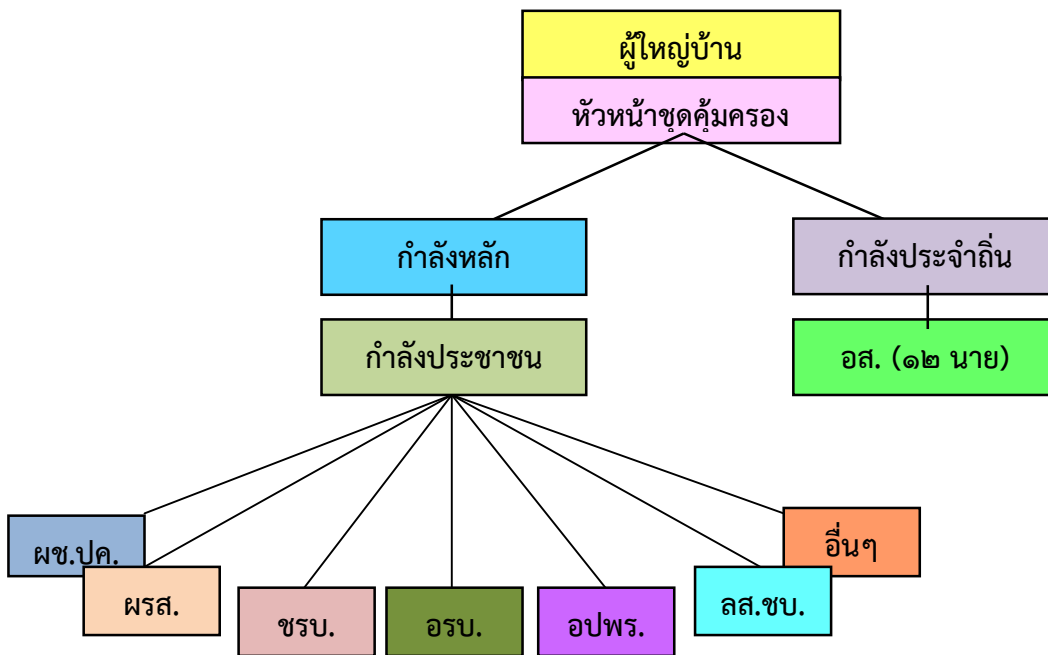 ผู้ใหญ่บ้าน
หัวหน้าชุดคุ้มครอง
กำลังหลัก
กำลังประจำถิ่น
กำลังประชาชน
อส. (๑๒ นาย)
ผช.ปค.
ผรส.
ชรบ.
อรบ.
อปพร.
ลส.ชบ.
อื่นๆ